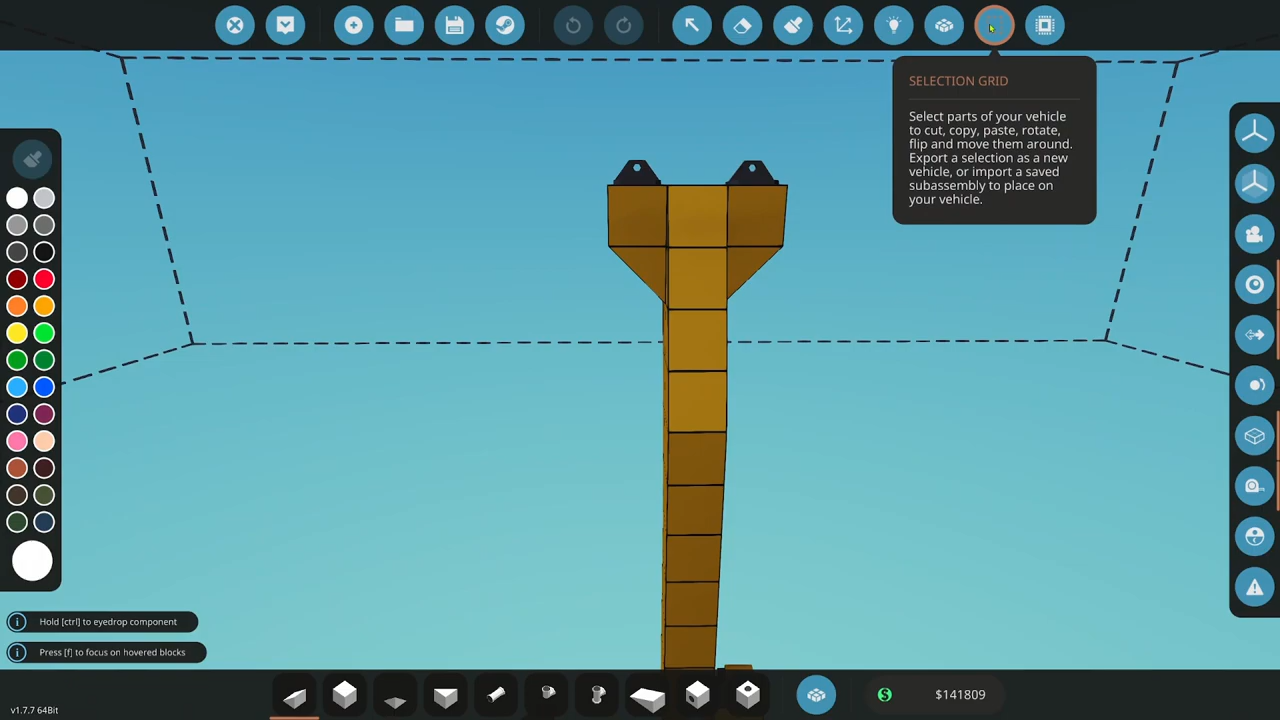 SELECTION GRID
Select parts of your vehicle
to cut, copy, paste, rotate,
flip and move them around.
Export a selection as a new
vehicle, or import a saved
subassembly to place on
your vehicle.
Hold [ctrl] to eyedrop component
Press [f] to focus on hovered blocks
$141809
v1.7.7 64Bit